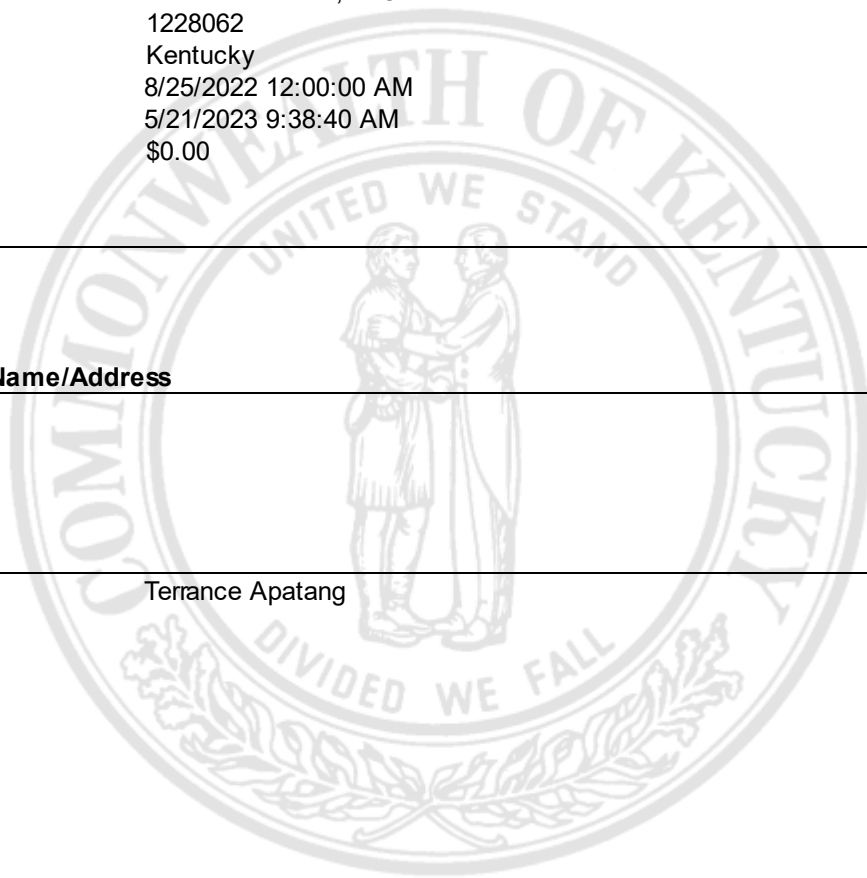 1228062
Kentucky
8/25/2022 12:00:00 AM
5/21/2023 9:38:40 AM
$0.00
COMMONWEALTH OF KENTUCKY
UNITED WE STAND
Name/Address
Terrance Apatang
DIVIDED WE FALL